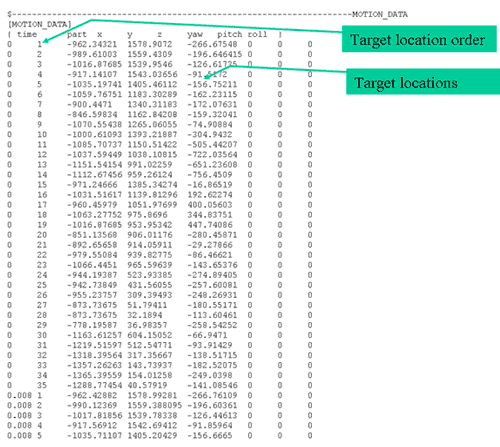 $--------------------------------------------------------------------MOTION_DATA
[MOTION_DATA]
{ time part x y z yaw pitch roll }
0 1 -962.34321 1578.9072 -266.67548 0 0 0
0 2 -989.61003 1559.4309 -196.646415 0 0 0
0 3 -1016.87685 1539.9546 -126.61735 0 0 0
0 4 -917.14107 1543.03656 -91.5172 0 0 0
0 5 -1035.19741 1405.46112 -156.75211 0 0 0
0 6 -1059.76751 1183.30289 -162.23115 0 0 0
0 7 -900.4471 1340.31183 -172.07631 0 0 0
0 8 -846.59834 1162.84208 -159.32041 0 0 0
0 9 -1070.55438 1265.06055 -74.90884 0 0 0
0 10 -1000.61093 1393.21887 -304.9432 0 0 0
0 11 -1085.70737 1150.51422 -505.44207 0 0 0
0 12 -1037.59449 1038.10815 -722.03564 0 0 0
0 13 -1151.54154 991.02259 -651.23608 0 0 0
0 14 -1112.67456 959.26124 -756.4509 0 0 0
0 15 -971.24666 1385.34274 -16.86519 0 0 0
0 16 -1031.51617 1139.81296 192.62274 0 0 0
0 17 -960.45979 1051.97699 400.05603 0 0 0
0 18 -1063.27752 975.8696 344.83751 0 0 0
0 19 -1016.87685 953.95342 447.74086 0 0 0
0 20 -851.13568 906.01176 -280.45871 0 0 0
0 21 -892.65658 914.05911 -29.27866 0 0 0
0 22 -979.55084 939.82775 -86.46621 0 0 0
0 23 -1066.4451 965.59639 -143.65376 0 0 0
0 24 -944.19387 523.93385 -274.89405 0 0 0
0 25 -942.73849 431.56055 -257.60081 0 0 0
0 26 -955.23757 309.39493 -248.26931 0 0 0
0 27 -873.73675 51.79411 -180.55171 0 0 0
0 28 -873.73675 32.1894 -113.60461 0 0 0
0 29 -778.19587 36.98357 -258.54252 0 0 0
0 30 -1163.61257 604.15052 -66.9471 0 0 0
0 31 -1219.51597 512.54771 -93.91429 0 0 0
0 32 -1318.39564 317.35667 -138.51715 0 0 0
0 33 -1357.26263 143.73937 -182.52075 0 0 0
0 34 -1365.39559 154.01258 -249.0398 0 0 0
0 35 -1288.77454 40.57919 -141.08546 0 0 0
0.008 1 -962.42882 1578.99281 -266.76109 0 0 0
0.008 2 -990.12369 1559.388095 -196.60361 0 0 0
0.008 3 -1017.81856 1539.78338 -126.44613 0 0 0
0.008 4 -917.56912 1542.69412 -91.85964 0 0 0
0.008 5 -1035.71107 1405.20429 -156.6665 0 0 0
Target location order
Target locations